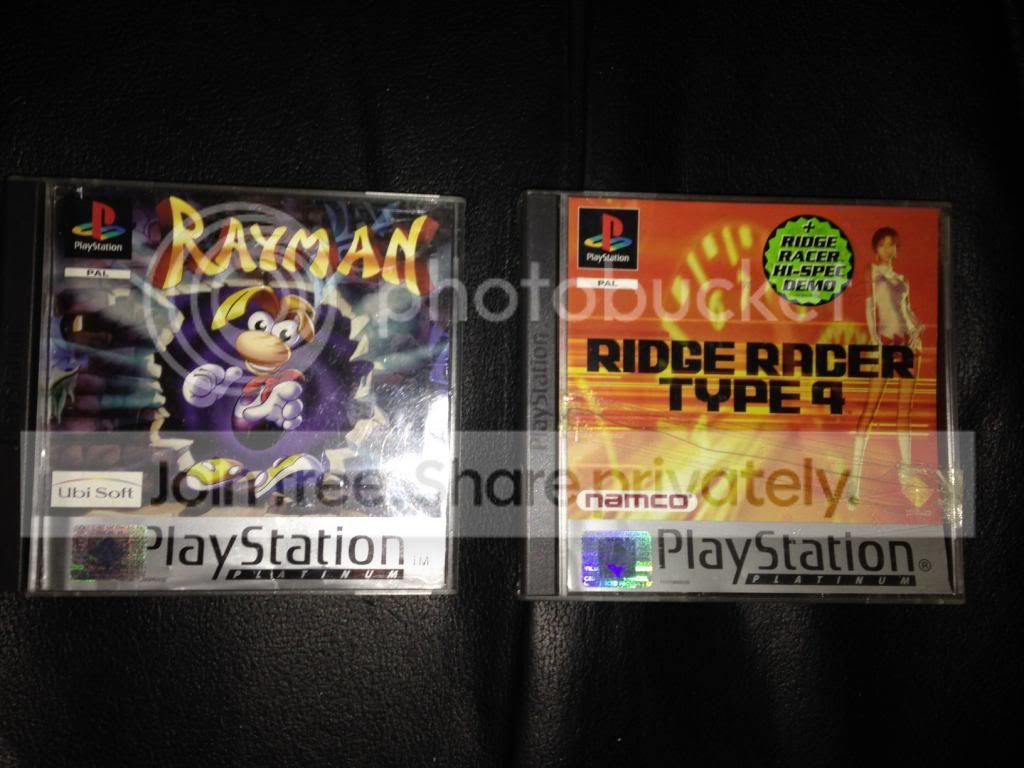 PlayStation
PAL
RAYMAN
Ubi Soft
PlayStation
PLATINUM
TM
PlayStation
PlayStation
PAL
+
RIDGE
RACER
HI-SPEC
DEMO
RIDGE RACER
TYPE 4
namco
PlayStation
PLATINUM
®
photobucket
Join free. Share privately.